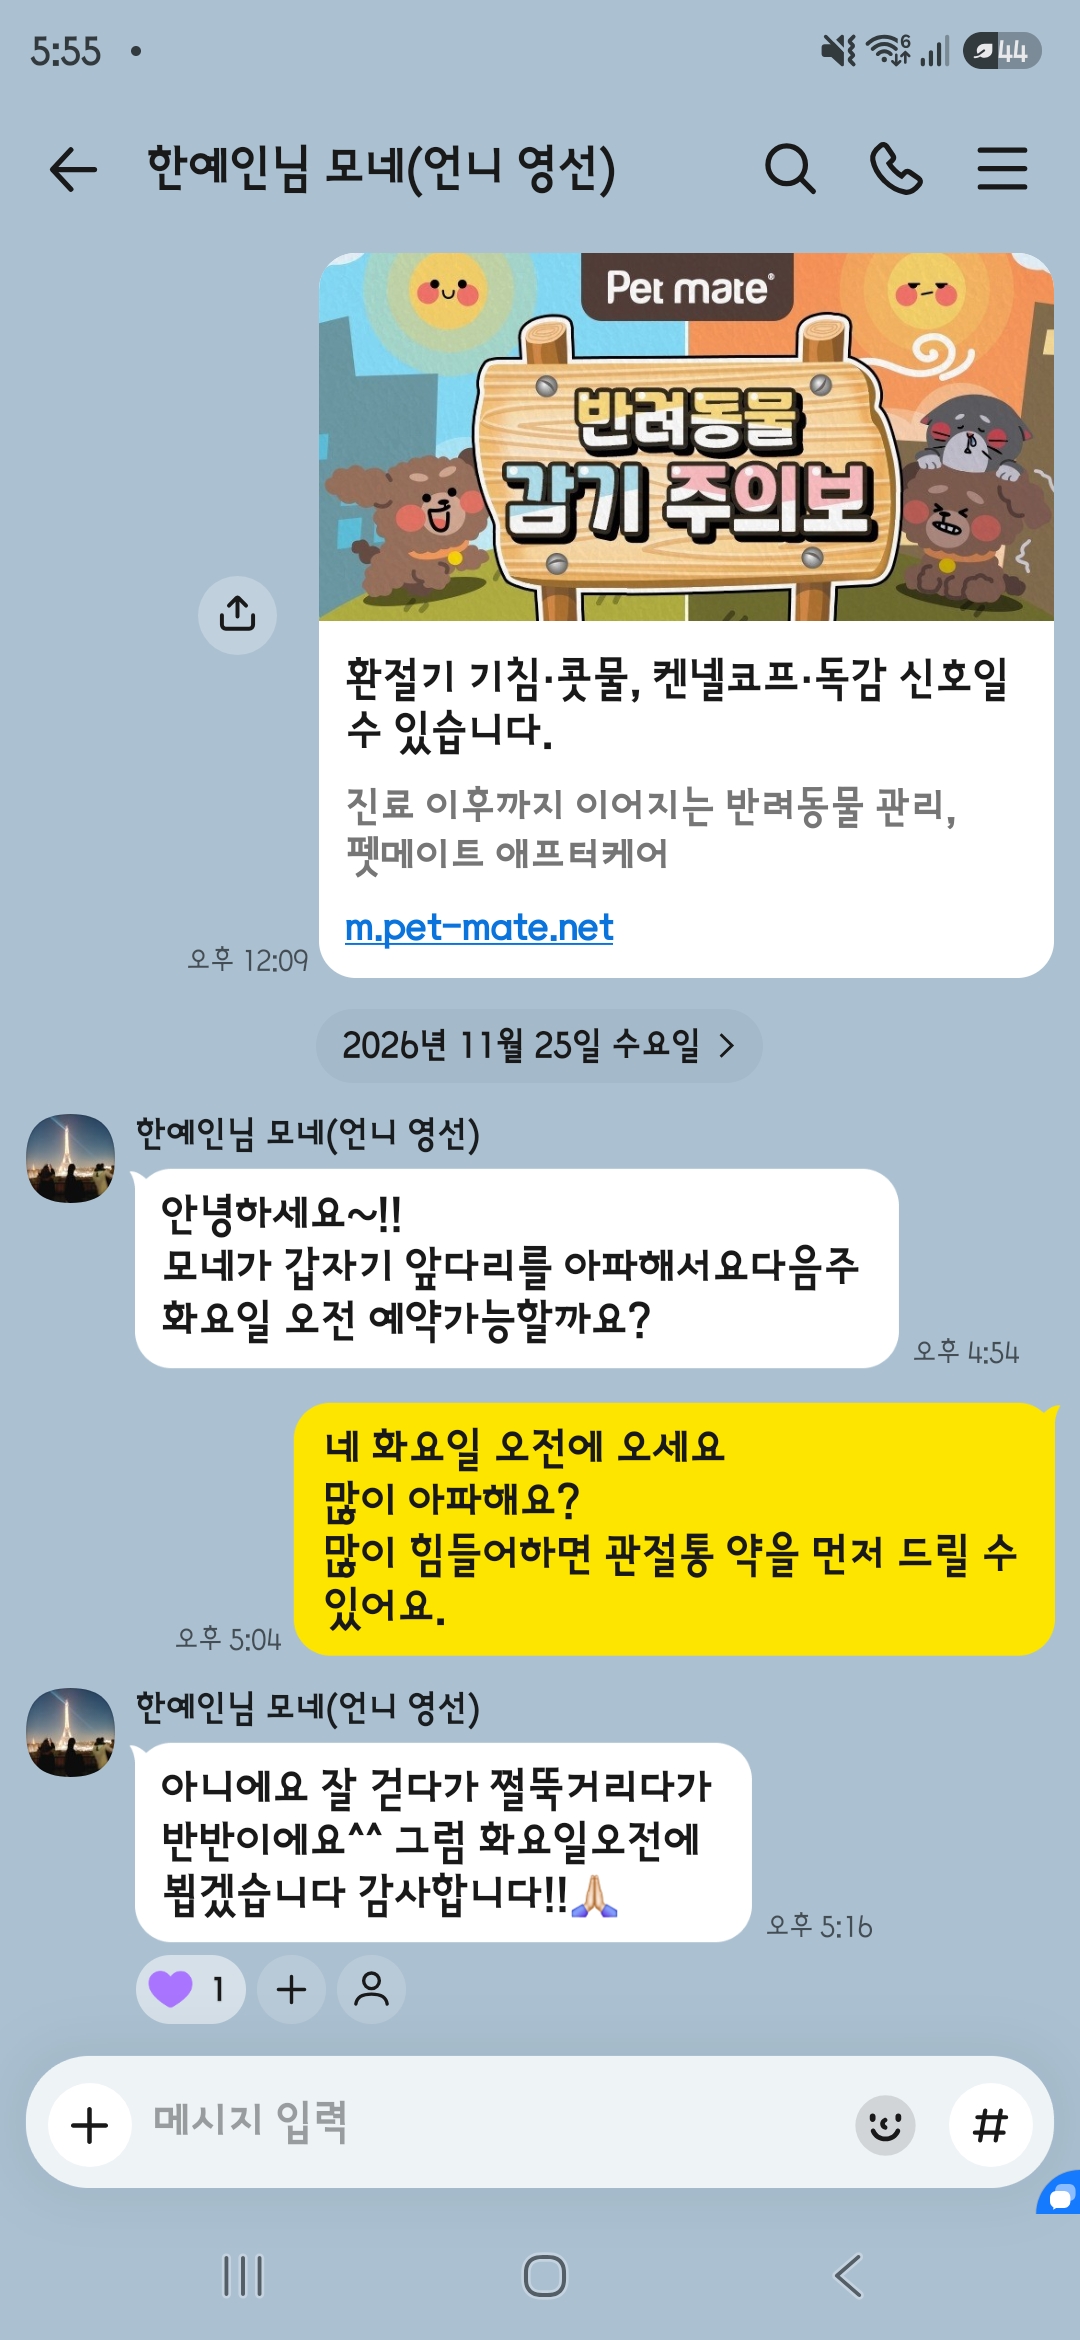 5:55
6
44
한예인님 모네(언니 영선)
Pet mate
반려동물
감기 주의보
환절기 기침·콧물, 켄넬코프·독감 신호일
수 있습니다.
진료 이후까지 이어지는 반려동물 관리,
펫메이트 애프터케어
m.pet-mate.net
오후 12:09
2026년 11월 25일 수요일
한예인님 모네(언니 영선)
안녕하세요~!!
모네가 갑자기 앞다리를 아파해서요다음주
화요일 오전 예약가능할까요?
오후 4:54
네 화요일 오전에 오세요
많이 아파해요?
많이 힘들어하면 관절통 약을 먼저 드릴 수
있어요.
오후 5:04
한예인님 모네(언니 영선)
아니에요 잘 걷다가 쩔뚝거리다가
반반이에요^^ 그럼 화요일오전에
뵙겠습니다 감사합니다!!🙏🏻
오후 5:16
1
메시지 입력